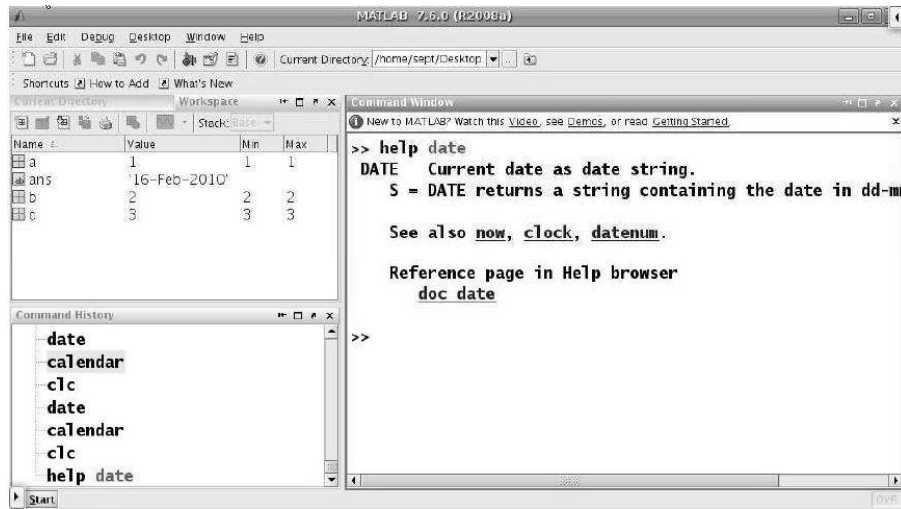 MATLAB 7.6.0 (R2008a)
File Edit Debug Desktop Window Help
Current Directory: /home/sept/Desktop
Shortcuts How to Add What's New
Current Directory Workspace
Stack: Base
Name Value Min Max
a 1 1 1
ans '16-Feb-2010'
b 2 2 2
c 3 3 3
Command History
date
calendar
clc
date
calendar
clc
help date
Command Window
New to MATLAB? Watch this Video, see Demos, or read Getting Started.
>> help date
DATE Current date as date string.
S = DATE returns a string containing the date in dd-m
See also now, clock, datenum.
Reference page in Help browser
doc date
>>
Start
OVR